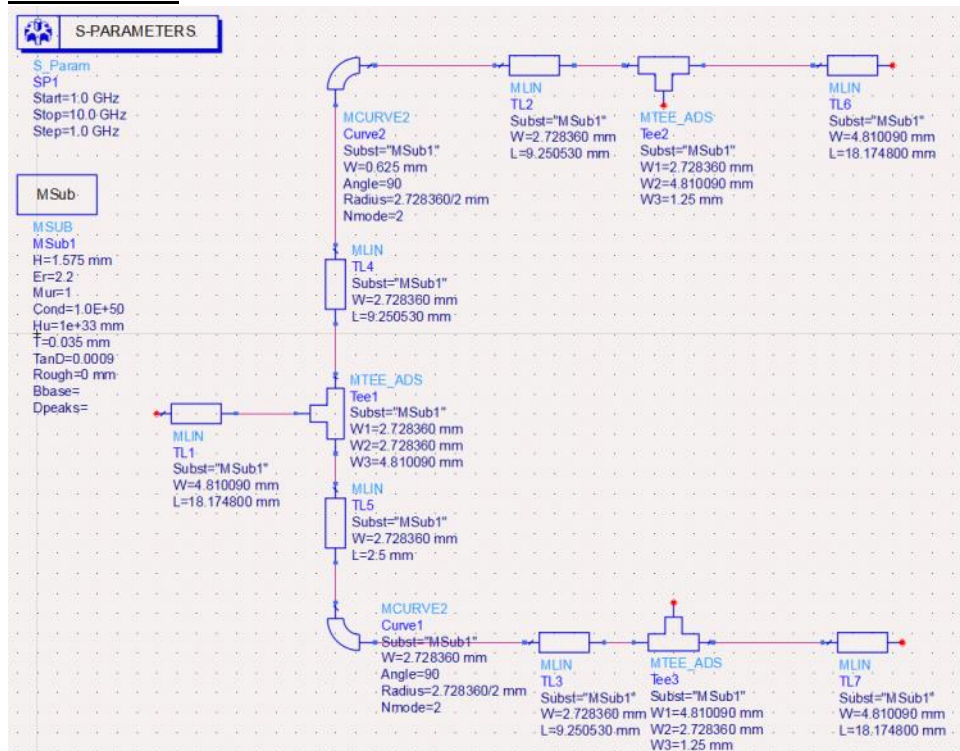 S-PARAMETERS
S_Param
SP1
Start=1.0 GHz
Stop=10.0 GHz
Step=1.0 GHz
MSub
MSUB
MSub1
H=1.575 mm
Er=2.2
Mur=1
Cond=1.0E+50
Hu=1e+33 mm
T=0.035 mm
TanD=0.0009
Rough=0 mm
Bbase=
Dpeaks=
MCURVE2
Curve2
Subst="MSub1"
W=0.625 mm
Angle=90
Radius=2.728360/2 mm
Nmode=2
MLIN
TL2
Subst="MSub1"
W=2.728360 mm
L=9.250530 mm
MTEE_ADS
Tee2
Subst="MSub1"
W1=2.728360 mm
W2=4.810090 mm
W3=1.25 mm
MLIN
TL6
Subst="MSub1"
W=4.810090 mm
L=18.174800 mm
MLIN
TL4
Subst="MSub1"
W=2.728360 mm
L=9.250530 mm
MTEE_ADS
Tee1
Subst="MSub1"
W1=2.728360 mm
W2=2.728360 mm
W3=4.810090 mm
MLIN
TL1
Subst="MSub1"
W=4.810090 mm
L=18.174800 mm
MLIN
TL5
Subst="MSub1"
W=2.728360 mm
L=2.5 mm
MCURVE2
Curve1
Subst="MSub1"
W=2.728360 mm
Angle=90
Radius=2.728360/2 mm
Nmode=2
MLIN
TL3
Subst="MSub1"
W=2.728360 mm
L=9.250530 mm
MTEE_ADS
Tee3
Subst="MSub1"
W1=4.810090 mm
W2=2.728360 mm
W3=1.25 mm
MLIN
TL7
Subst="MSub1"
W=4.810090 mm
L=18.174800 mm